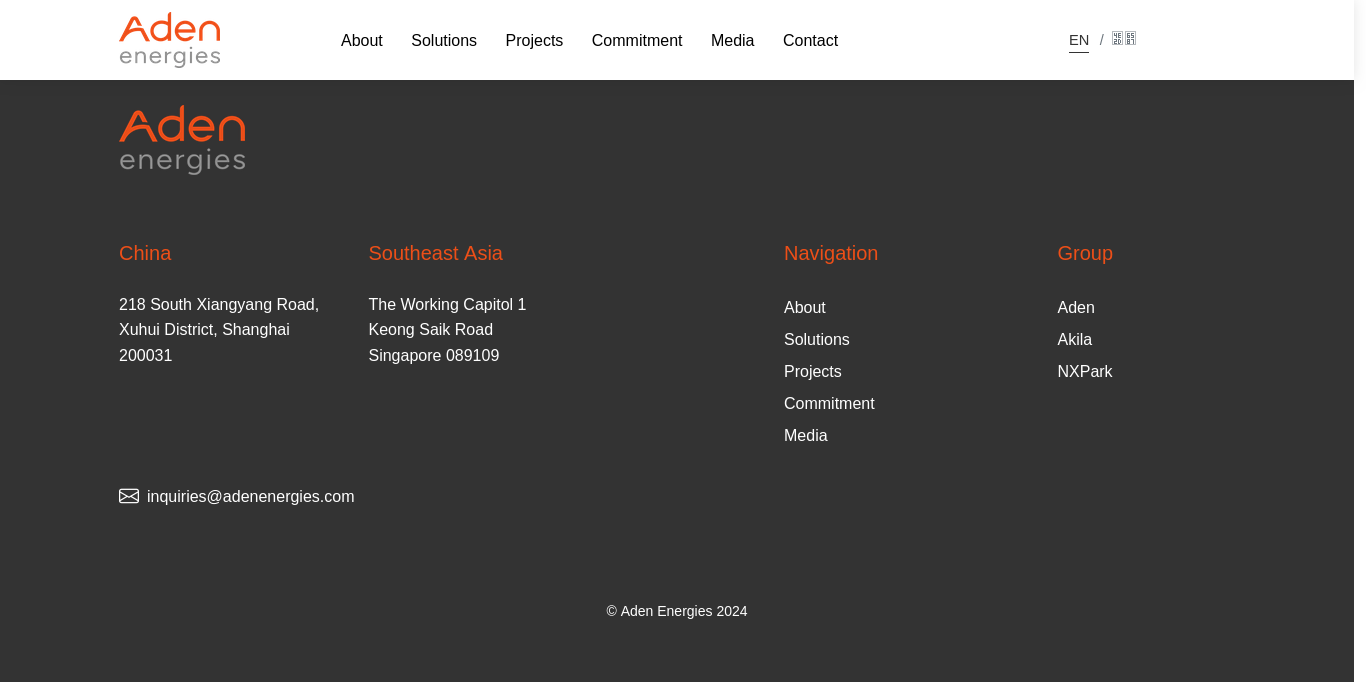 Aden
energies
About
Solutions
Projects
Commitment
Media
Contact
EN /
Aden
energies
China
218 South Xiangyang Road,
Xuhui District, Shanghai
200031
Southeast Asia
The Working Capitol 1
Keong Saik Road
Singapore 089109
Navigation
About
Solutions
Projects
Commitment
Media
Group
Aden
Akila
NXPark
inquiries@adenenergies.com
© Aden Energies 2024